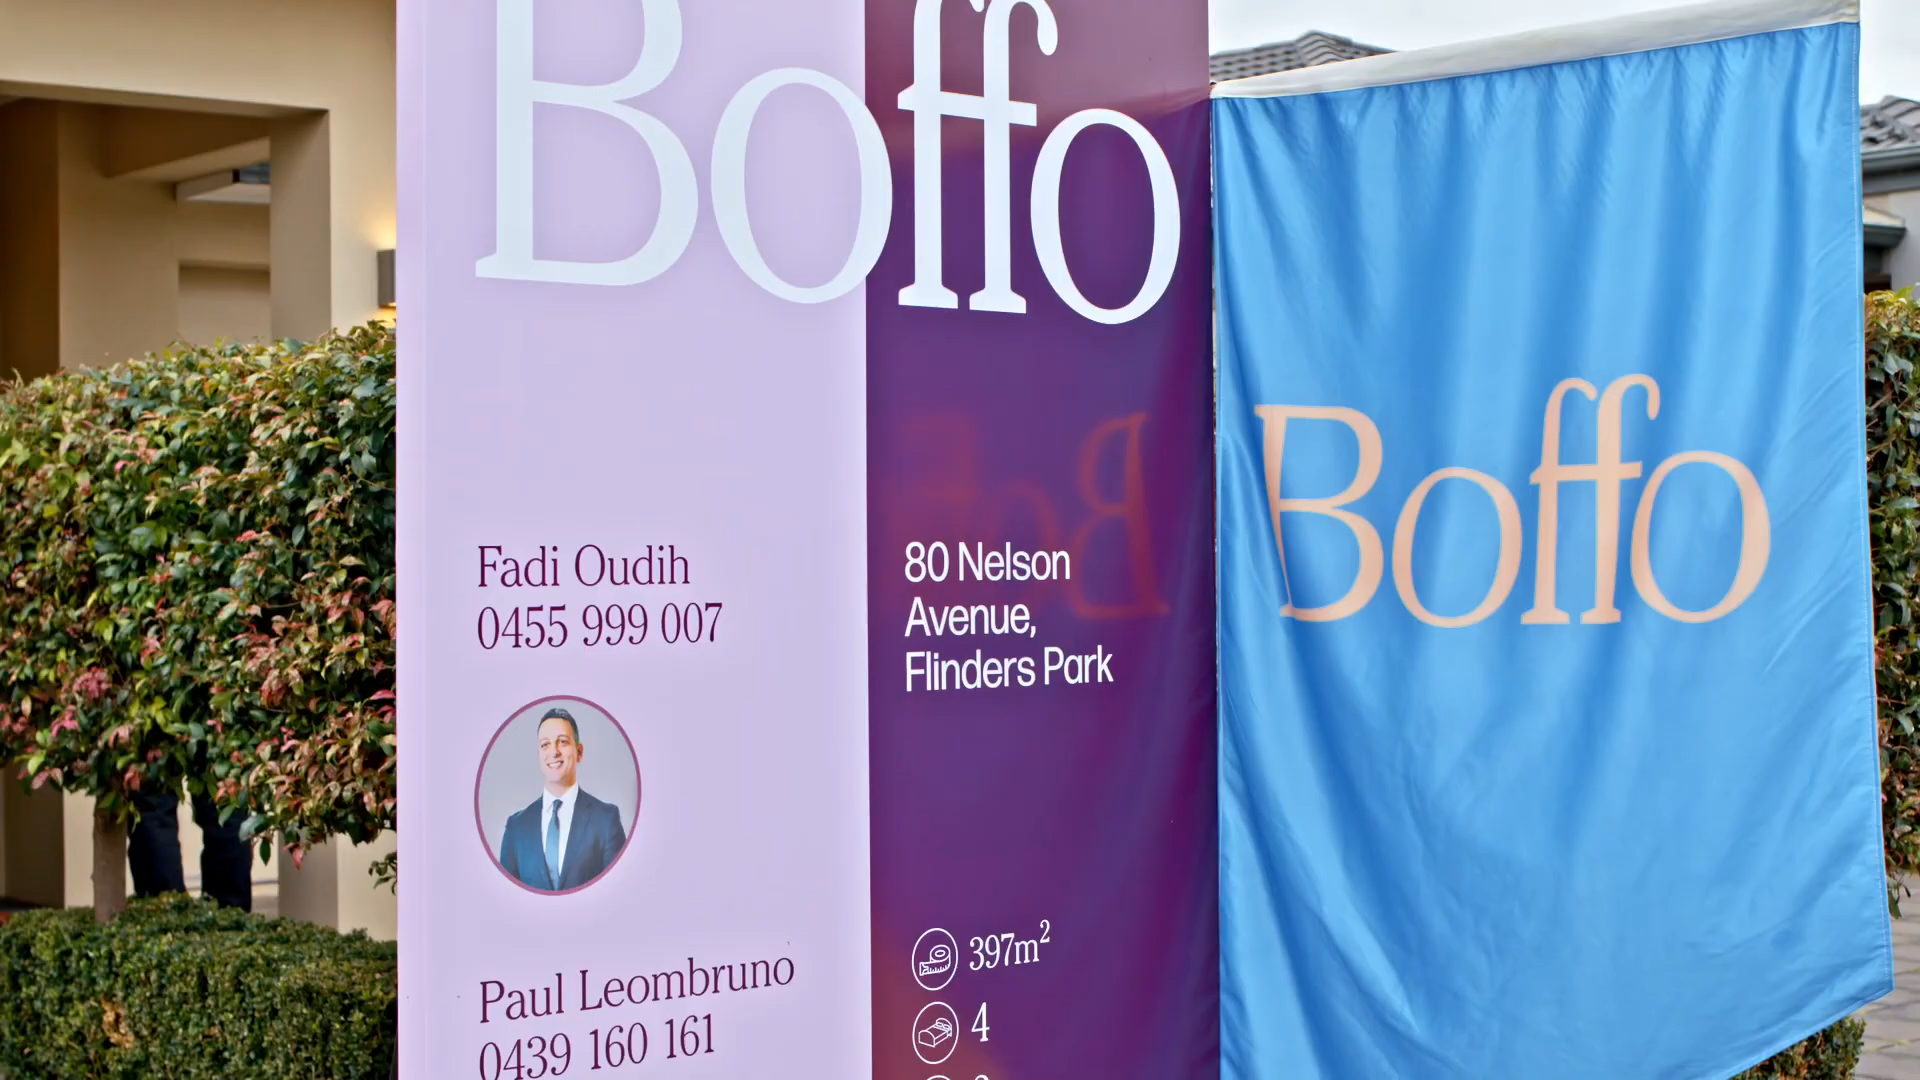 Boffo
Fadi Oudih
0455 999 007
Paul Leombruno
0439 160 161
80 Nelson
Avenue,
Flinders Park
397m²
4
Boffo